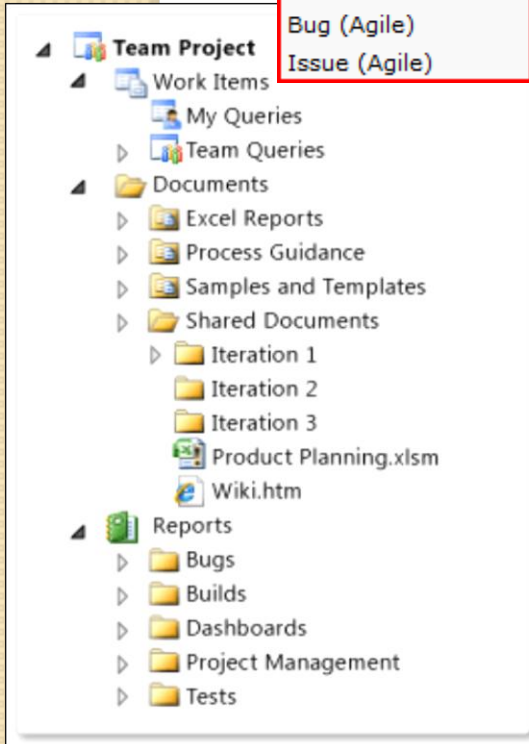 Bug (Agile)
Issue (Agile)
Team Project
Work Items
My Queries
Team Queries
Documents
Excel Reports
Process Guidance
Samples and Templates
Shared Documents
Iteration 1
Iteration 2
Iteration 3
Product Planning.xlsm
Wiki.htm
Reports
Bugs
Builds
Dashboards
Project Management
Tests